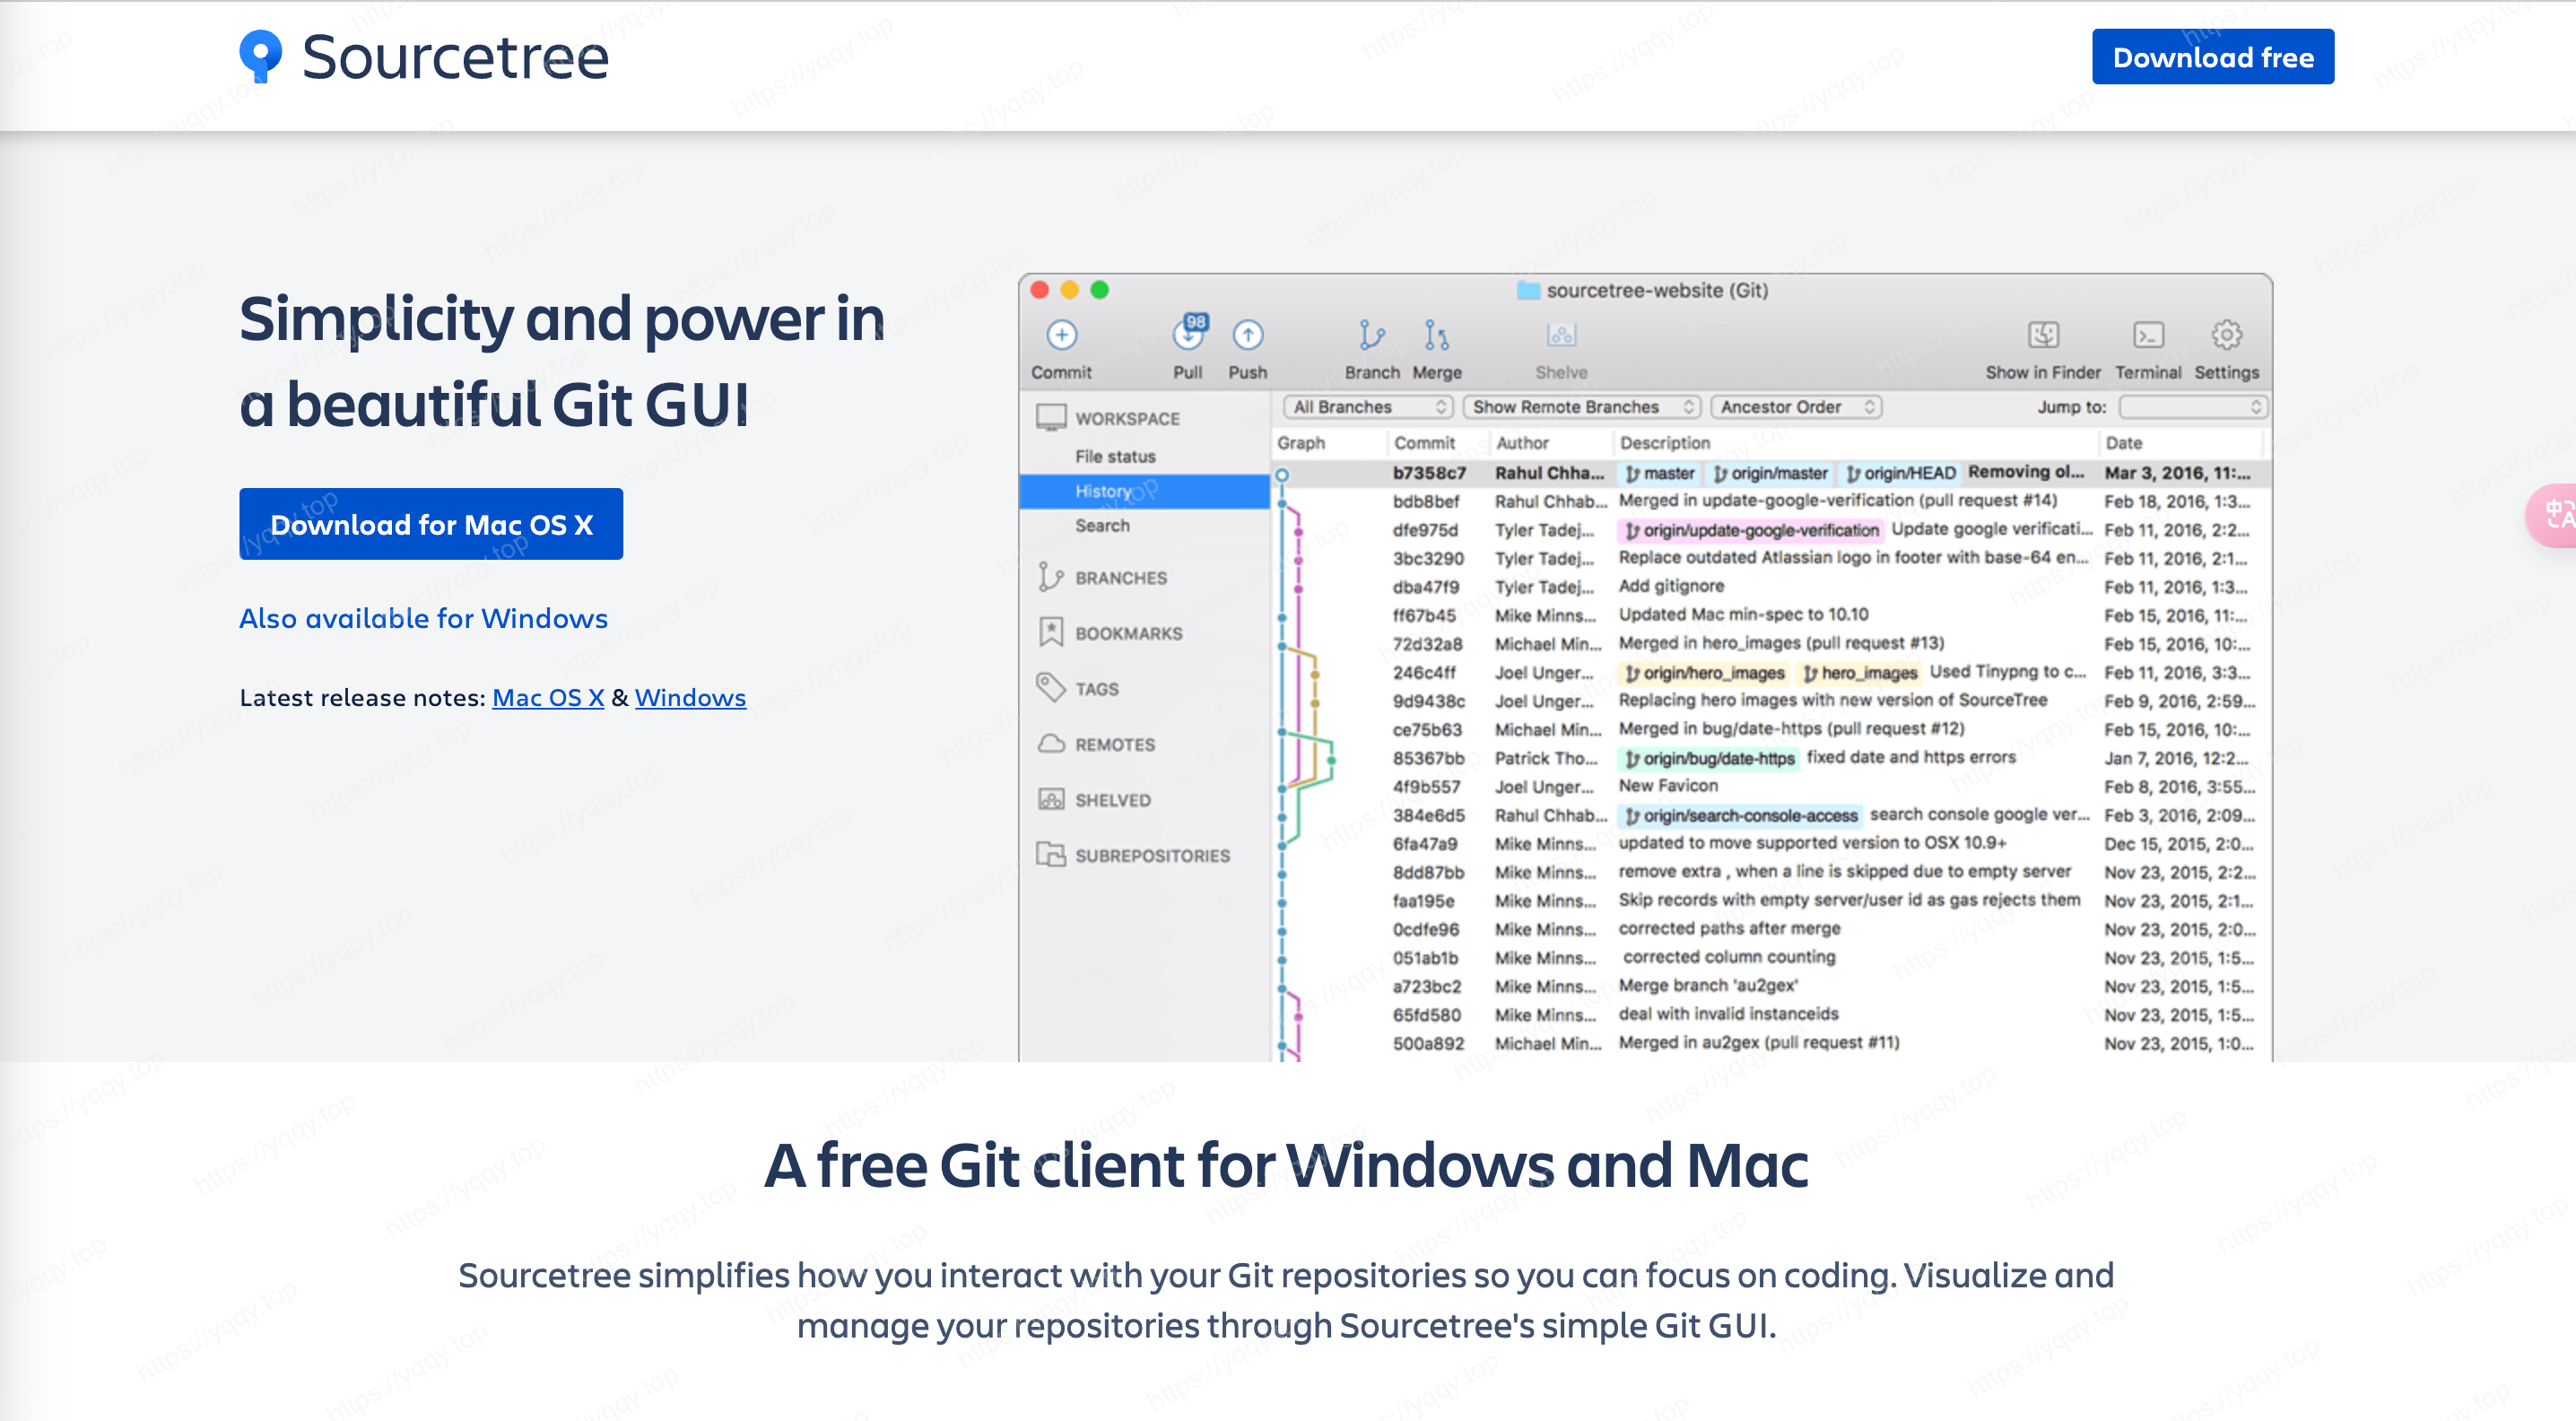 Sourcetree
Download free
Simplicity and power in
a beautiful Git GUI
Download for Mac OS X
Also available for Windows
Latest release notes: Mac OS X & Windows
sourcetree-website (Git)
98
Commit Pull Push Branch Merge Shelve Show in Finder Terminal Settings
All Branches Show Remote Branches Ancestor Order Jump to:
WORKSPACE
File status
History
Search
BRANCHES
BOOKMARKS
TAGS
REMOTES
SHELVED
SUBREPOSITORIES
Graph Commit Author Description Date
b7358c7 Rahul Chha... master origin/master origin/HEAD Removing ol... Mar 3, 2016, 11:...
bdb8bef Rahul Chhab... Merged in update-google-verification (pull request #14) Feb 18, 2016, 1:3...
dfe975d Tyler Tadej... origin/update-google-verification Update google verificati... Feb 11, 2016, 2:2...
3bc3290 Tyler Tadej... Replace outdated Atlassian logo in footer with base-64 en... Feb 11, 2016, 2:1...
dba47f9 Tyler Tadej... Add gitignore Feb 11, 2016, 1:3...
ff67b45 Mike Minns... Updated Mac min-spec to 10.10 Feb 15, 2016, 11:...
72d32a8 Michael Min... Merged in hero_images (pull request #13) Feb 15, 2016, 10:...
246c4ff Joel Unger... origin/hero_images hero_images Used Tinypng to c... Feb 11, 2016, 3:3...
9d9438c Joel Unger... Replacing hero images with new version of SourceTree Feb 9, 2016, 2:59...
ce75b63 Michael Min... Merged in bug/date-https (pull request #12) Feb 15, 2016, 10:...
85367bb Patrick Tho... origin/bug/date-https fixed date and https errors Jan 7, 2016, 12:2...
4f9b557 Joel Unger... New Favicon Feb 8, 2016, 3:55...
384e6d5 Rahul Chhab... origin/search-console-access search console google ver... Feb 3, 2016, 2:09...
6fa47a9 Mike Minns... updated to move supported version to OSX 10.9+ Dec 15, 2015, 2:0...
8dd87bb Mike Minns... remove extra , when a line is skipped due to empty server Nov 23, 2015, 2:2...
faa195e Mike Minns... Skip records with empty server/user id as gas rejects them Nov 23, 2015, 2:1...
0cdfe96 Mike Minns... corrected paths after merge Nov 23, 2015, 2:0...
051ab1b Mike Minns... corrected column counting Nov 23, 2015, 1:5...
a723bc2 Mike Minns... Merge branch 'au2gex' Nov 23, 2015, 1:5...
65fd580 Mike Minns... deal with invalid instanceids Nov 23, 2015, 1:5...
500a892 Michael Min... Merged in au2gex (pull request #11) Nov 23, 2015, 1:0...
A free Git client for Windows and Mac
Sourcetree simplifies how you interact with your Git repositories so you can focus on coding. Visualize and
manage your repositories through Sourcetree's simple Git GUI.
https://yqqy.top